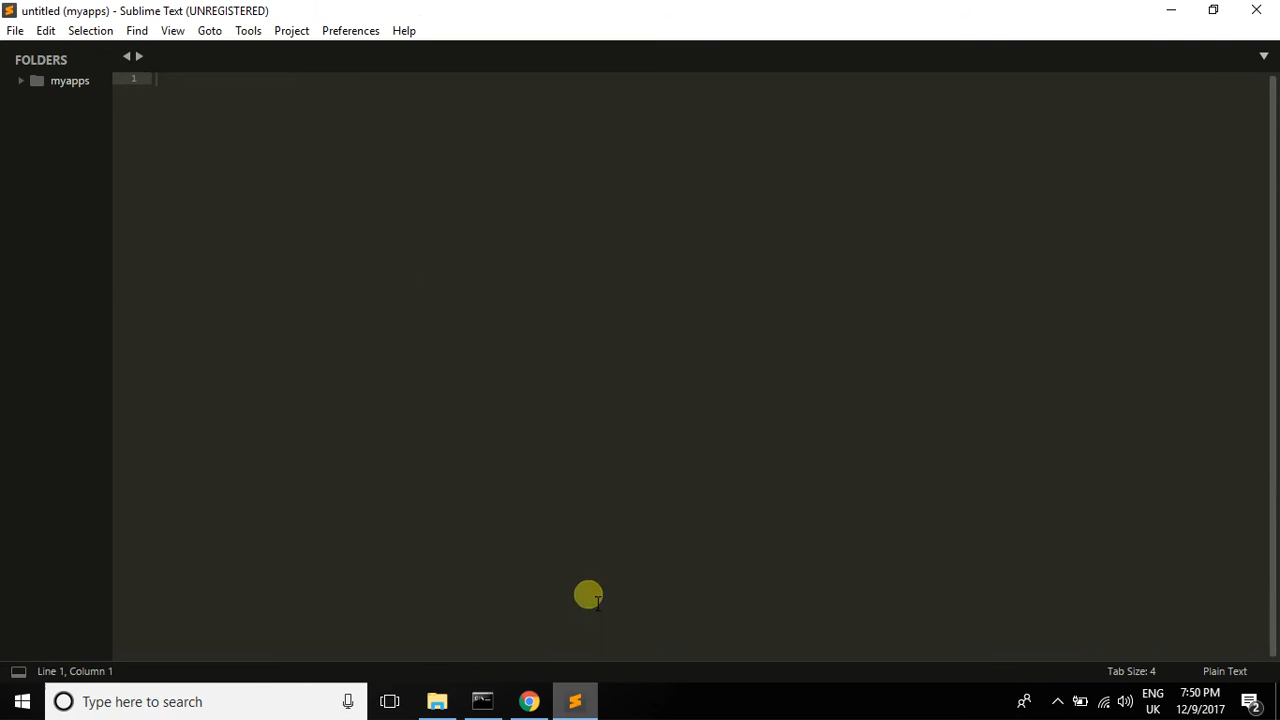 untitled (myapps) - Sublime Text (UNREGISTERED)
File Edit Selection Find View Goto Tools Project Preferences Help
FOLDERS
myapps
1
Line 1, Column 1
Tab Size: 4
Plain Text
Type here to search
ENG
UK
7:50 PM
12/9/2017
2